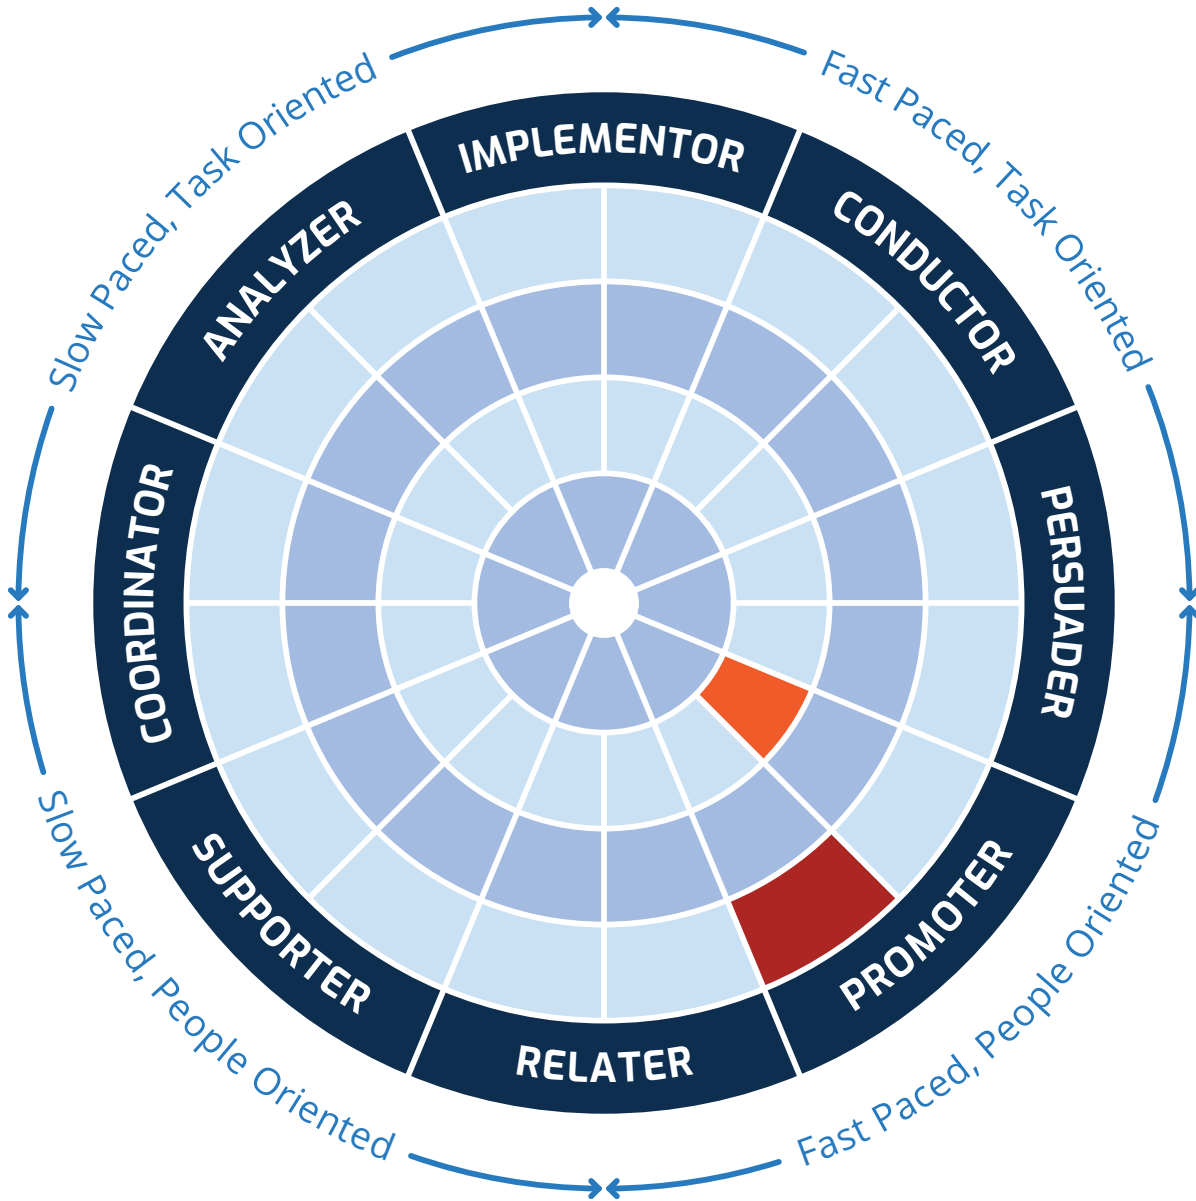 Slow Paced, Task Oriented
Fast Paced, Task Oriented
IMPLEMENTOR
CONDUCTOR
PERSUADER
PROMOTER
RELATER
SUPPORTER
COORDINATOR
ANALYZER
Slow Paced, People Oriented
Fast Paced, People Oriented